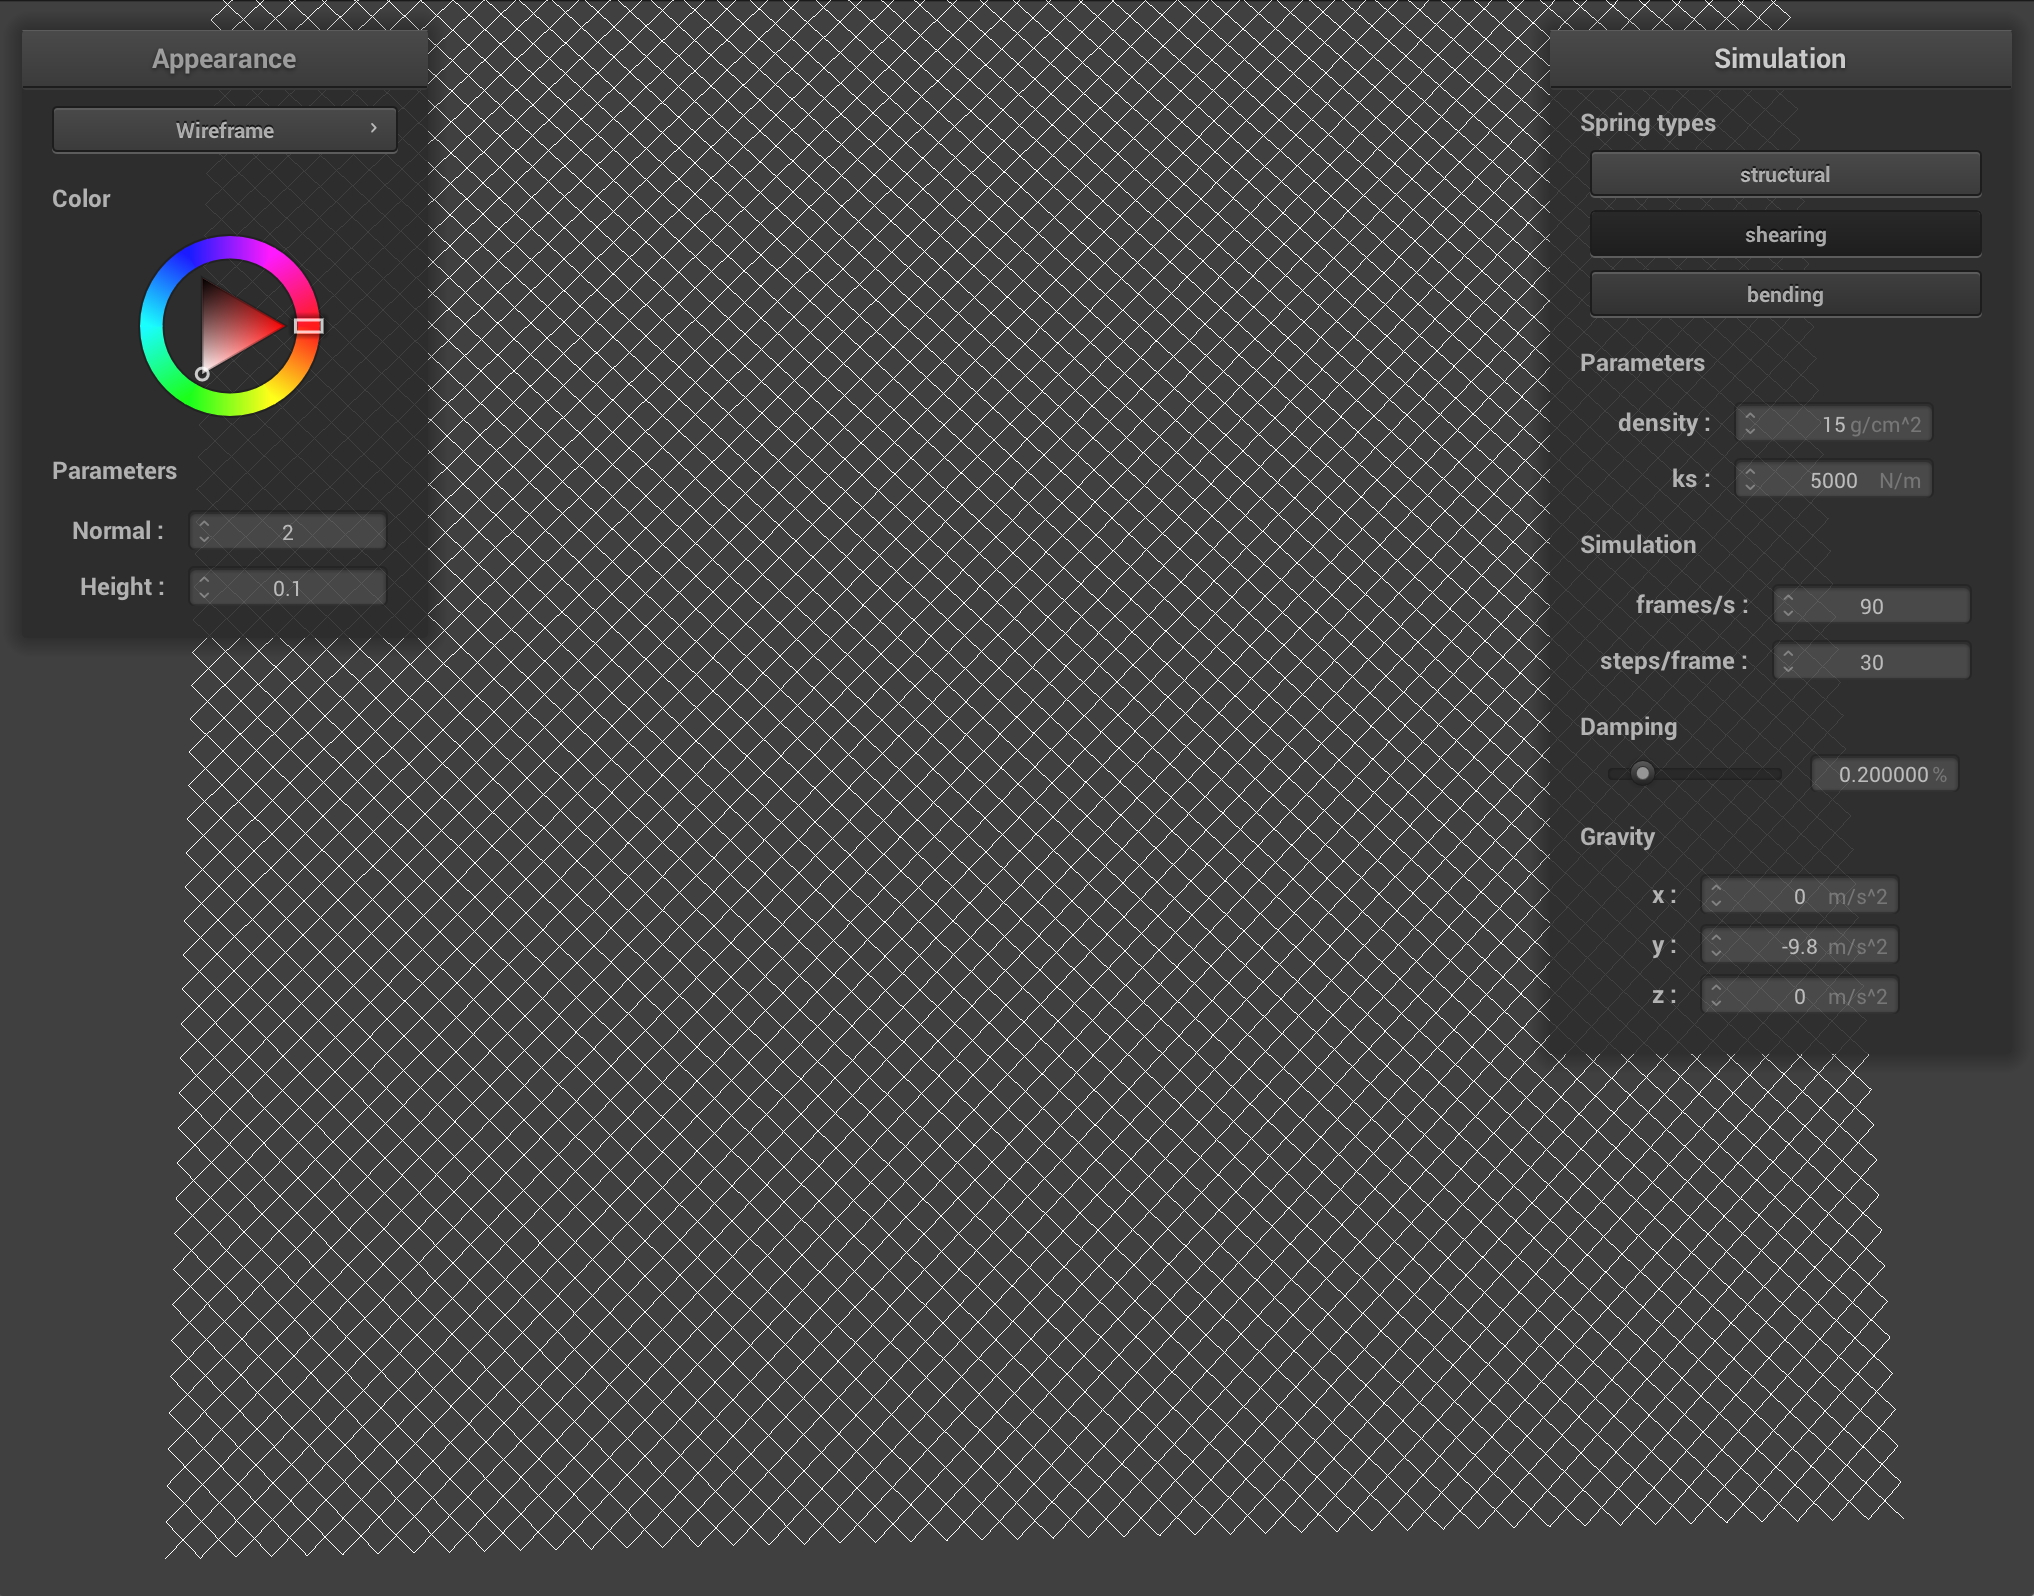 Appearance
Wireframe
Color
Parameters
Normal : 2
Height : 0.1
Simulation
Spring types
structural
shearing
bending
Parameters
density : 15 g/cm^2
ks : 5000 N/m
Simulation
frames/s : 90
steps/frame : 30
Damping
0.200000 %
Gravity
x : 0 m/s^2
y : -9.8 m/s^2
z : 0 m/s^2